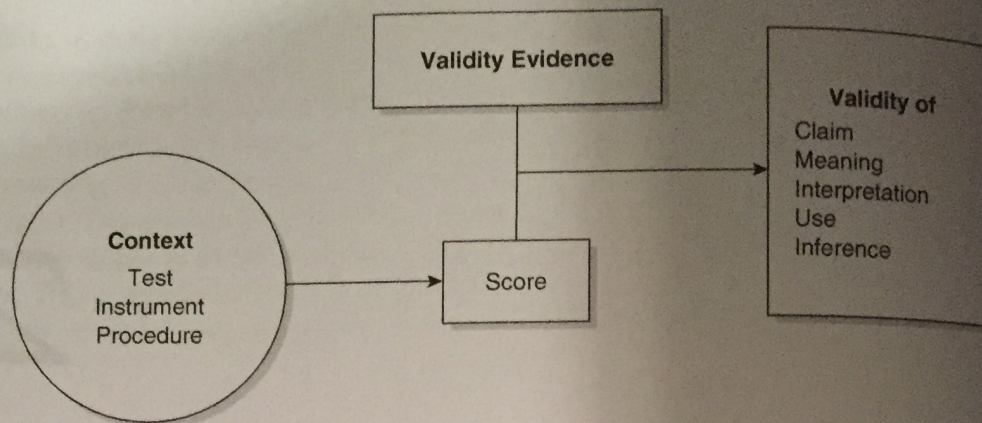 Validity Evidence
Validity of
Claim
Meaning
Interpretation
Use
Inference
Context
Test
Instrument
Procedure
Score